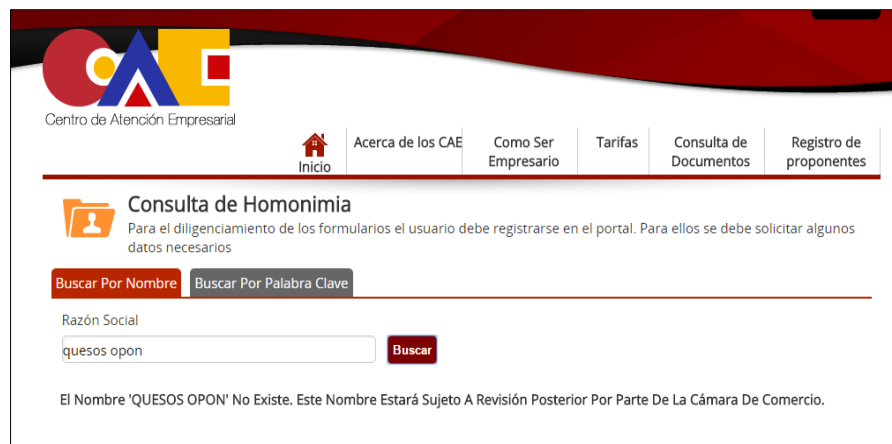 CAE
Centro de Atención Empresarial
Inicio
Acerca de los CAE
Como Ser
Empresario
Tarifas
Consulta de
Documentos
Registro de
proponentes
Consulta de Homonimia
Para el diligenciamiento de los formularios el usuario debe registrarse en el portal. Para ellos se debe solicitar algunos
datos necesarios
Buscar Por Nombre
Buscar Por Palabra Clave
Razón Social
quesos opon
Buscar
El Nombre 'QUESOS OPON' No Existe. Este Nombre Estará Sujeto A Revisión Posterior Por Parte De La Cámara De Comercio.